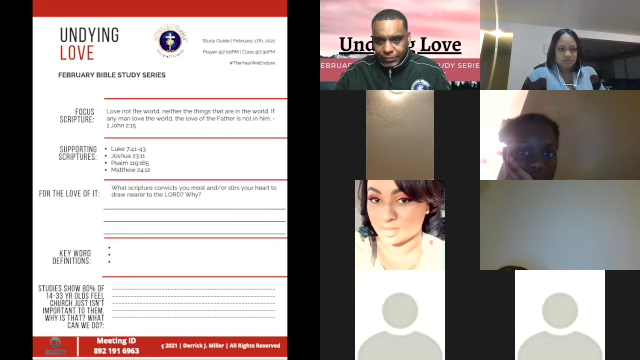 UNDYING
LOVE
Study Guide | February 17th, 2021
Prayer @7:00PM | Class @7:30PM
#TheYearWeEndure
FEBRUARY BIBLE STUDY SERIES
FOCUS
SCRIPTURE:
Love not the world, neither the things that are in the world. If
any man love the world, the love of the Father is not in him. -
1 John 2:15
SUPPORTING
SCRIPTURES:
Luke 7:41-43
Joshua 23:11
Psalm 119:165
Matthew 24:12
FOR THE LOVE OF IT:
What scripture convicts you most and/or stirs your heart to
draw nearer to the LORD? Why?
KEY WORD
DEFINITIONS:
STUDIES SHOW 80% OF
14-33 YR OLDS FEEL
CHURCH JUST ISN'T
IMPORTANT TO THEM.
WHY IS THAT? WHAT
CAN WE DO?:
zoom
Meeting ID
892 191 6963
© 2021 | Derrick J. Miller | All Rights Reserved
Love